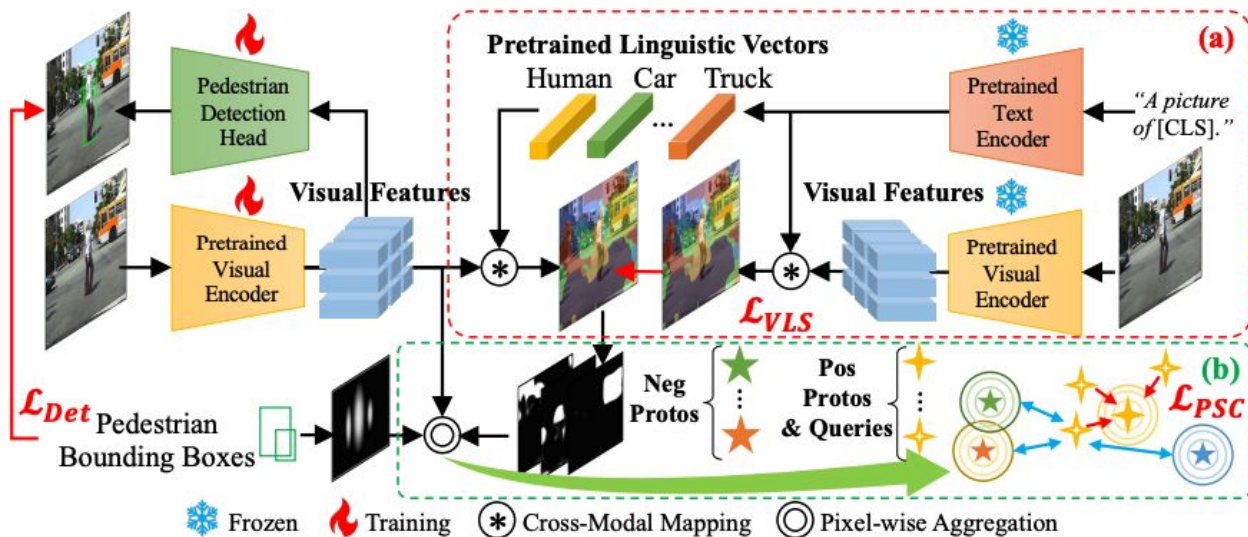 (a)
Pretrained Linguistic Vectors
Human Car Truck
...
Pedestrian
Detection
Head
Pretrained
Text
Encoder
“A picture
of [CLS].”
Visual Features
Visual Features
Pretrained
Visual
Encoder
*
*
Pretrained
Visual
Encoder
ℒVLS
(b)
Neg
Protos
Pos
Protos
& Queries
ℒPSC
ℒDet
Pedestrian
Bounding Boxes
Frozen Training * Cross-Modal Mapping Pixel-wise Aggregation